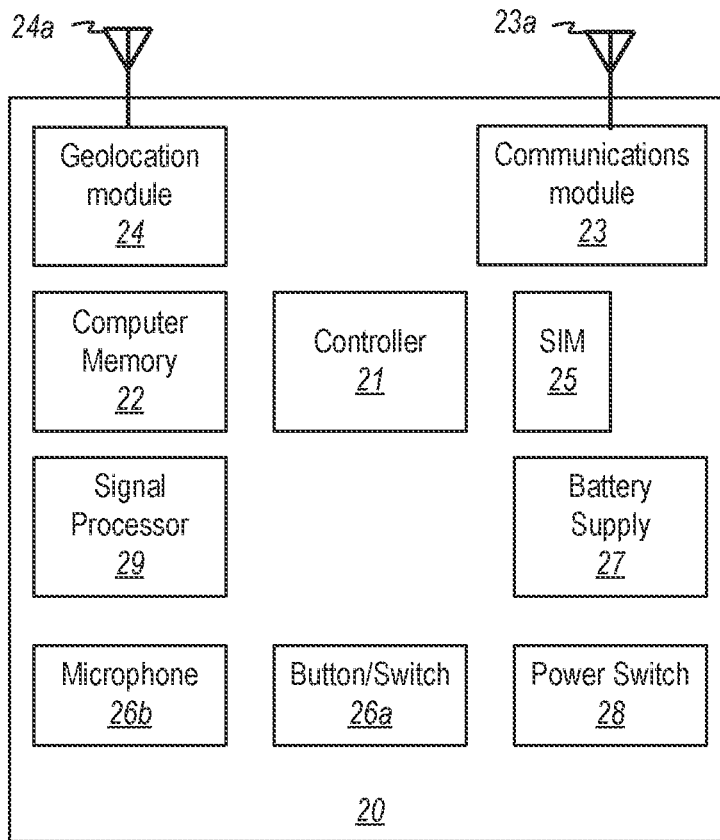 24a
23a
Geolocation
module
24
Communications
module
23
Computer
Memory
22
Controller
21
SIM
25
Signal
Processor
29
Battery
Supply
27
Microphone
26b
Button/Switch
26a
Power Switch
28
20